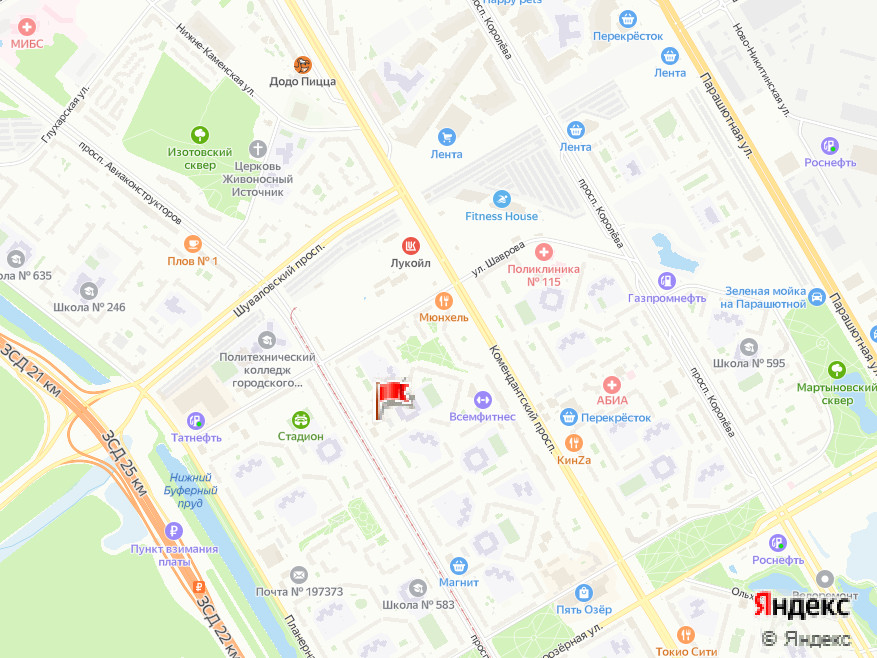 Happy pets
МИБС
Нижне-Каменская ул.
просп. Королёва
Перекрёсток
Ново-Никитинская ул.
Додо Пицца
Лента
Парашютная ул.
Глухарская ул.
Изотовский
сквер
Церковь
Живоносный
Источник
Лента
Лента
Роснефть
просп. Авиаконструкторов
Fitness House
просп. Королёва
Плов № 1
Шуваловский просп.
Лукойл
ул. Шаврова
Поликлиника
№ 115
ола № 635
Школа № 246
Мюнхель
Газпромнефть
Зеленая мойка
на Парашютной
Парашютная ул.
ЗСД 21 км
Политехнический
колледж
городского...
Комендантский просп.
Школа № 595
Мартыновский
сквер
просп. Королёва
АБИА
Всемфитнес
Перекрёсток
Татнефть
Стадион
КинZа
ЗСД 25 км
Нижний
Буферный
пруд
Пункт взимания
платы
Роснефть
Почта № 197373
Магнит
Школа № 583
Пять Озёр
Ольх
Велоремонт
ЗСД 22 км
Планерная
просп
оозёрная ул.
Токио Сити
Яндекс
© Яндекс